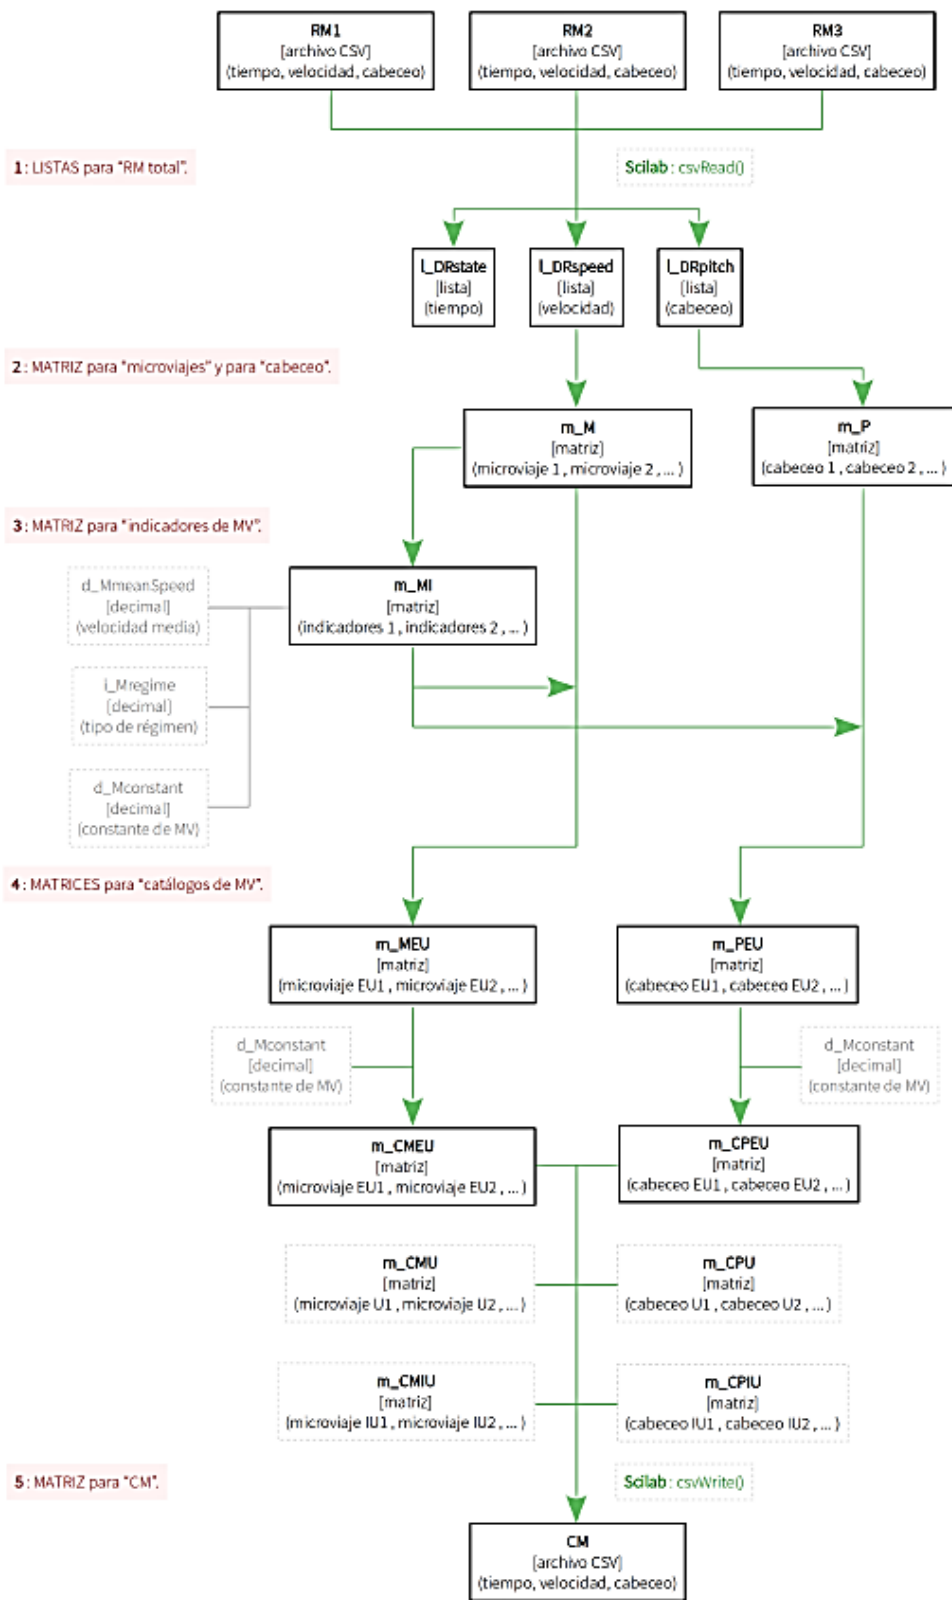 RM1
[archivo CSV]
(tiempo, velocidad, cabeceo)
RM2
[archivo CSV]
(tiempo, velocidad, cabeceo)
RM3
[archivo CSV]
(tiempo, velocidad, cabeceo)
1: LISTAS para "RM total".
Scilab: csvRead()
l_DRstate
[lista]
(tiempo)
l_DRspeed
[lista]
(velocidad)
l_DRpitch
[lista]
(cabeceo)
2: MATRIZ para "microviajes" y para "cabeceo".
m_M
[matriz]
(microviaje 1, microviaje 2, ...)
m_P
[matriz]
(cabeceo 1, cabeceo 2, ...)
3: MATRIZ para "indicadores de MV".
d_MmeanSpeed
[decimal]
(velocidad media)
m_MI
[matriz]
(indicadores 1, indicadores 2, ...)
i_Mregime
[decimal]
(tipo de régimen)
d_Mconstant
[decimal]
(constante de MV)
4: MATRICES para "catálogos de MV".
m_MEU
[matriz]
(microviaje EU1, microviaje EU2, ...)
m_PEU
[matriz]
(cabeceo EU1, cabeceo EU2, ...)
d_Mconstant
[decimal]
(constante de MV)
d_Mconstant
[decimal]
(constante de MV)
m_CMEU
[matriz]
(microviaje EU1, microviaje EU2, ...)
m_CPEU
[matriz]
(cabeceo EU1, cabeceo EU2, ...)
m_CMU
[matriz]
(microviaje U1, microviaje U2, ...)
m_CPU
[matriz]
(cabeceo U1, cabeceo U2, ...)
m_CMIU
[matriz]
(microviaje IU1, microviaje IU2, ...)
m_CPIU
[matriz]
(cabeceo IU1, cabeceo IU2, ...)
5: MATRIZ para "CM".
Scilab: csvWrite()
CM
[archivo CSV]
(tiempo, velocidad, cabeceo)